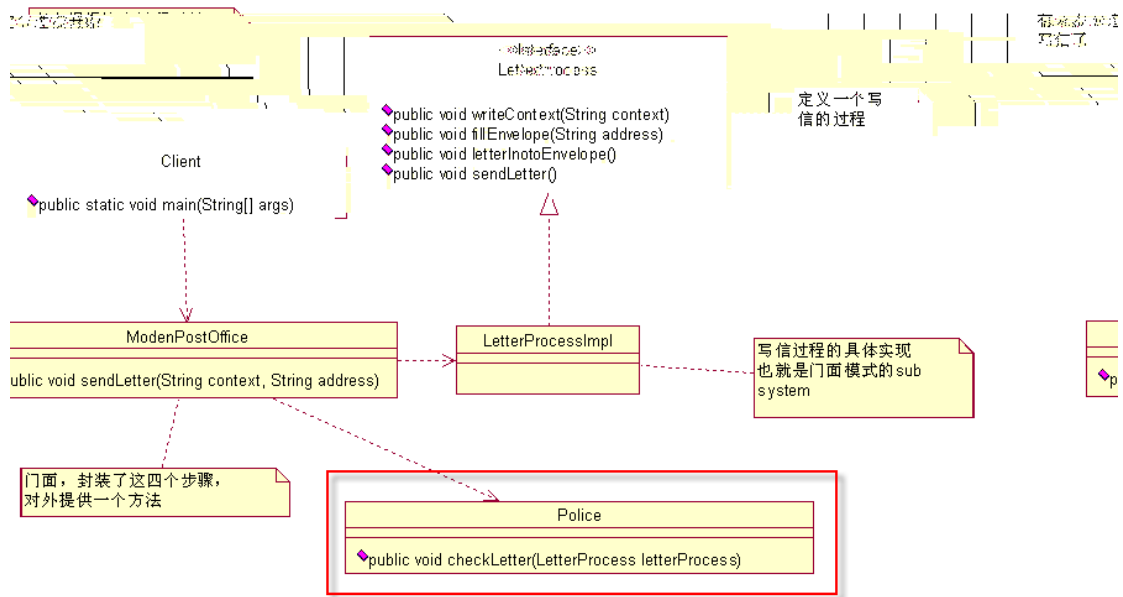 写信了
定义一个写
信的过程
public void writeContext(String context)
public void fillEnvelope(String address)
public void letterInotoEnvelope()
public void sendLetter()
Client
public static void main(String[] args)
ModenPostOffice
ublic void sendLetter(String context, String address)
LetterProcessImpl
写信过程的具体实现
也就是门面模式的sub
system
门面，封装了这四个步骤，
对外提供一个方法
Police
public void checkLetter(LetterProcess letterProcess)